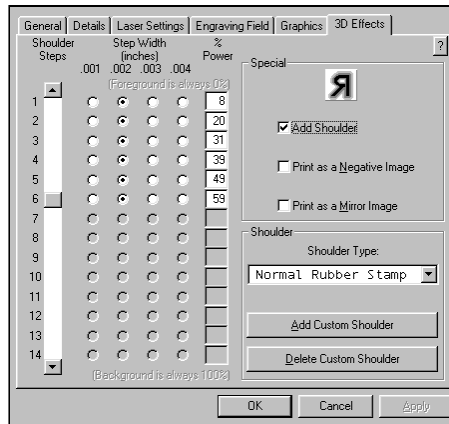 General Details Laser Settings Engraving Field Graphics 3D Effects
Shoulder Steps
Step Width (inches)
% Power
.001 .002 .003 .004
(Foreground is always 0%)
1 8
2 20
3 31
4 39
5 49
6 59
7
8
9
10
11
12
13
14
(Background is always 100%)
?
Special
R
Add Shoulder
Print as a Negative Image
Print as a Mirror Image
Shoulder
Shoulder Type:
Normal Rubber Stamp
Add Custom Shoulder
Delete Custom Shoulder
OK Cancel Apply